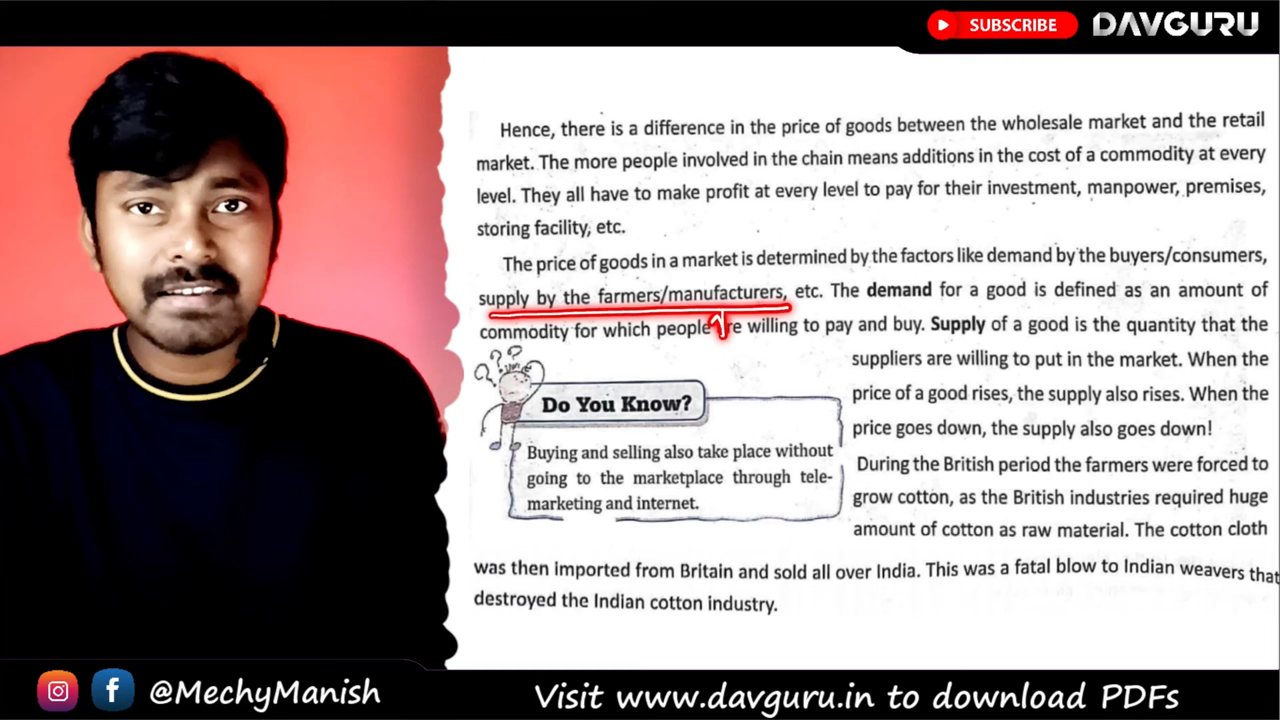 SUBSCRIBE DAVGURU
Hence, there is a difference in the price of goods between the wholesale market and the retail
market. The more people involved in the chain means additions in the cost of a commodity at every
level. They all have to make profit at every level to pay for their investment, manpower, premises,
storing facility, etc.
The price of goods in a market is determined by the factors like demand by the buyers/consumers,
supply by the farmers/manufacturers, etc. The demand for a good is defined as an amount of
commodity for which people re willing to pay and buy. Supply of a good is the quantity that the
suppliers are willing to put in the market. When the
price of a good rises, the supply also rises. When the
price goes down, the supply also goes down!
Do You Know?
Buying and selling also take place without
going to the marketplace through tele-
marketing and internet.
During the British period the farmers were forced to
grow cotton, as the British industries required huge
amount of cotton as raw material. The cotton cloth
was then imported from Britain and sold all over India. This was a fatal blow to Indian weavers that
destroyed the Indian cotton industry.
@MechyManish Visit www.davguru.in to download PDFs